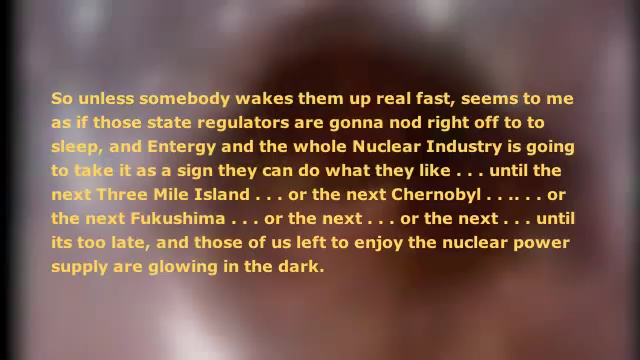 So unless somebody wakes them up real fast, seems to me
as if those state regulators are gonna nod right off to to
sleep, and Entergy and the whole Nuclear Industry is going
to take it as a sign they can do what they like . . . until the
next Three Mile Island . . . or the next Chernobyl . . .. . . or
the next Fukushima . . . or the next . . . or the next . . . until
its too late, and those of us left to enjoy the nuclear power
supply are glowing in the dark.